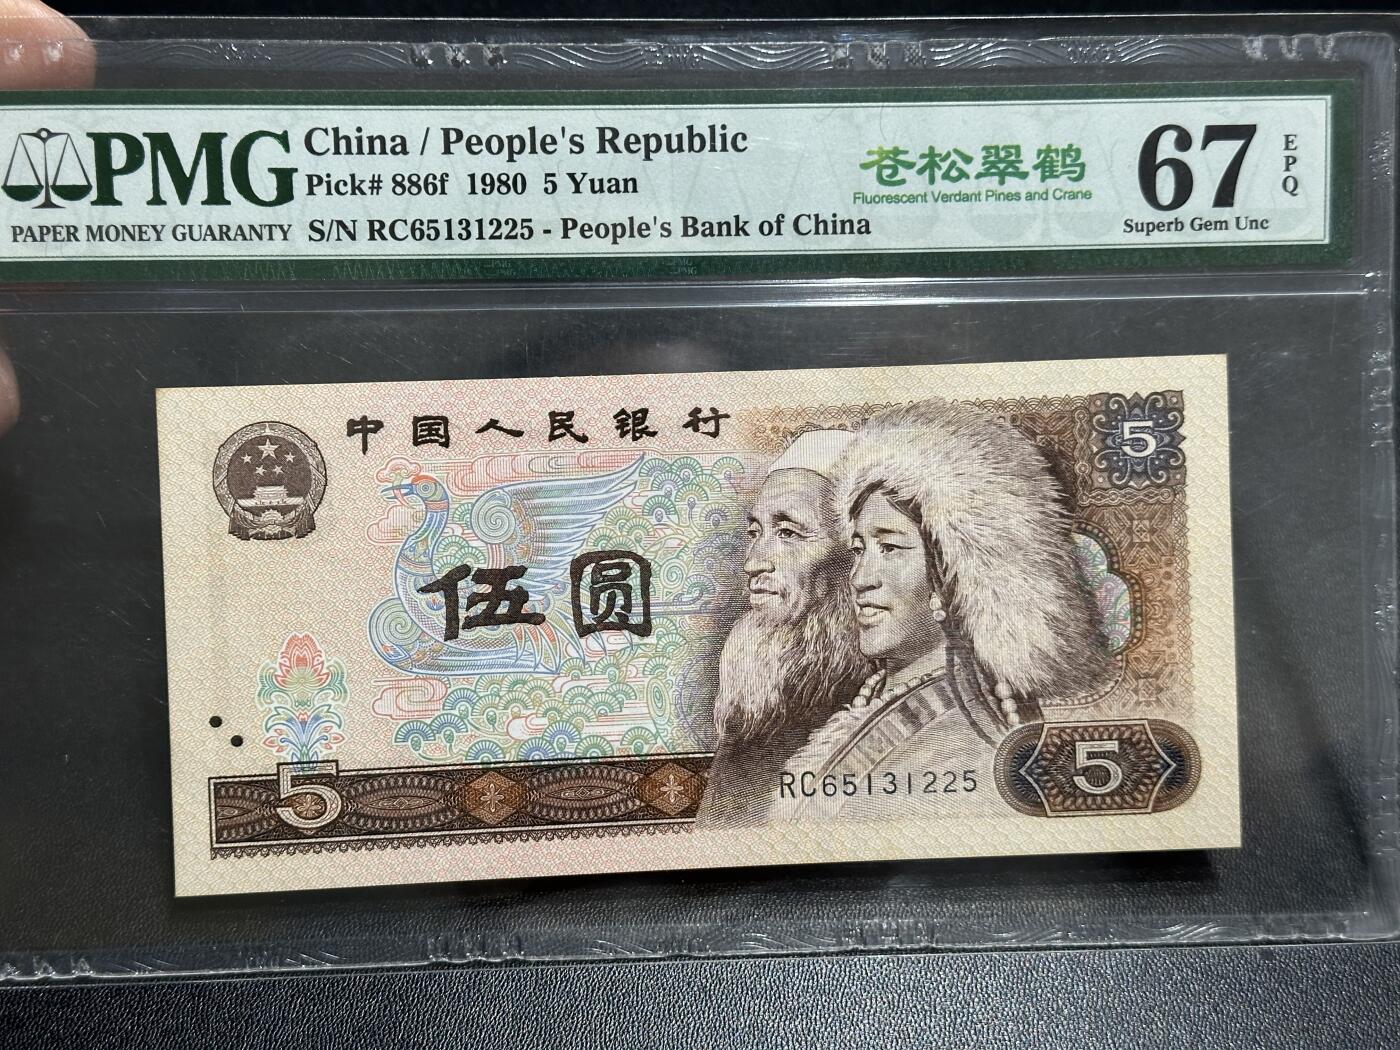 PMG
PAPER MONEY GUARANTY
China / People's Republic
Pick# 886f 1980 5 Yuan
S/N RC65131225 - People's Bank of China
苍松翠鹤
Fluorescent Verdant Pines and Crane
67
EPQ
Superb Gem Unc
中国人民银行
5
伍圆
RC65131225
5
5